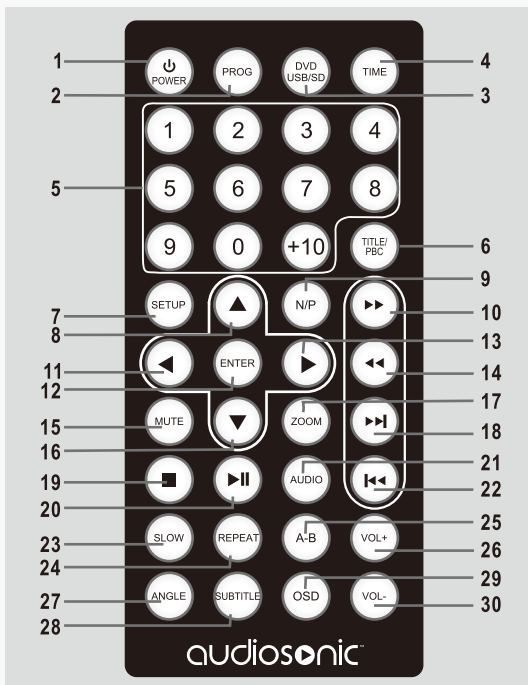 1 POWER PROG DVD USB/SD TIME 4
2 3
1 2 3 4
5 5 6 7 8
9 0 +10 TITLE/PBC 6
9
SETUP N/P
7 10
8
13
11 ENTER
12 14
17
15 MUTE ZOOM
16 18
21
19 AUDIO
20 22
25
SLOW REPEAT A-B VOL+
23
24 26
29
27 ANGLE SUBTITLE OSD VOL-
28 30
audiosonic™